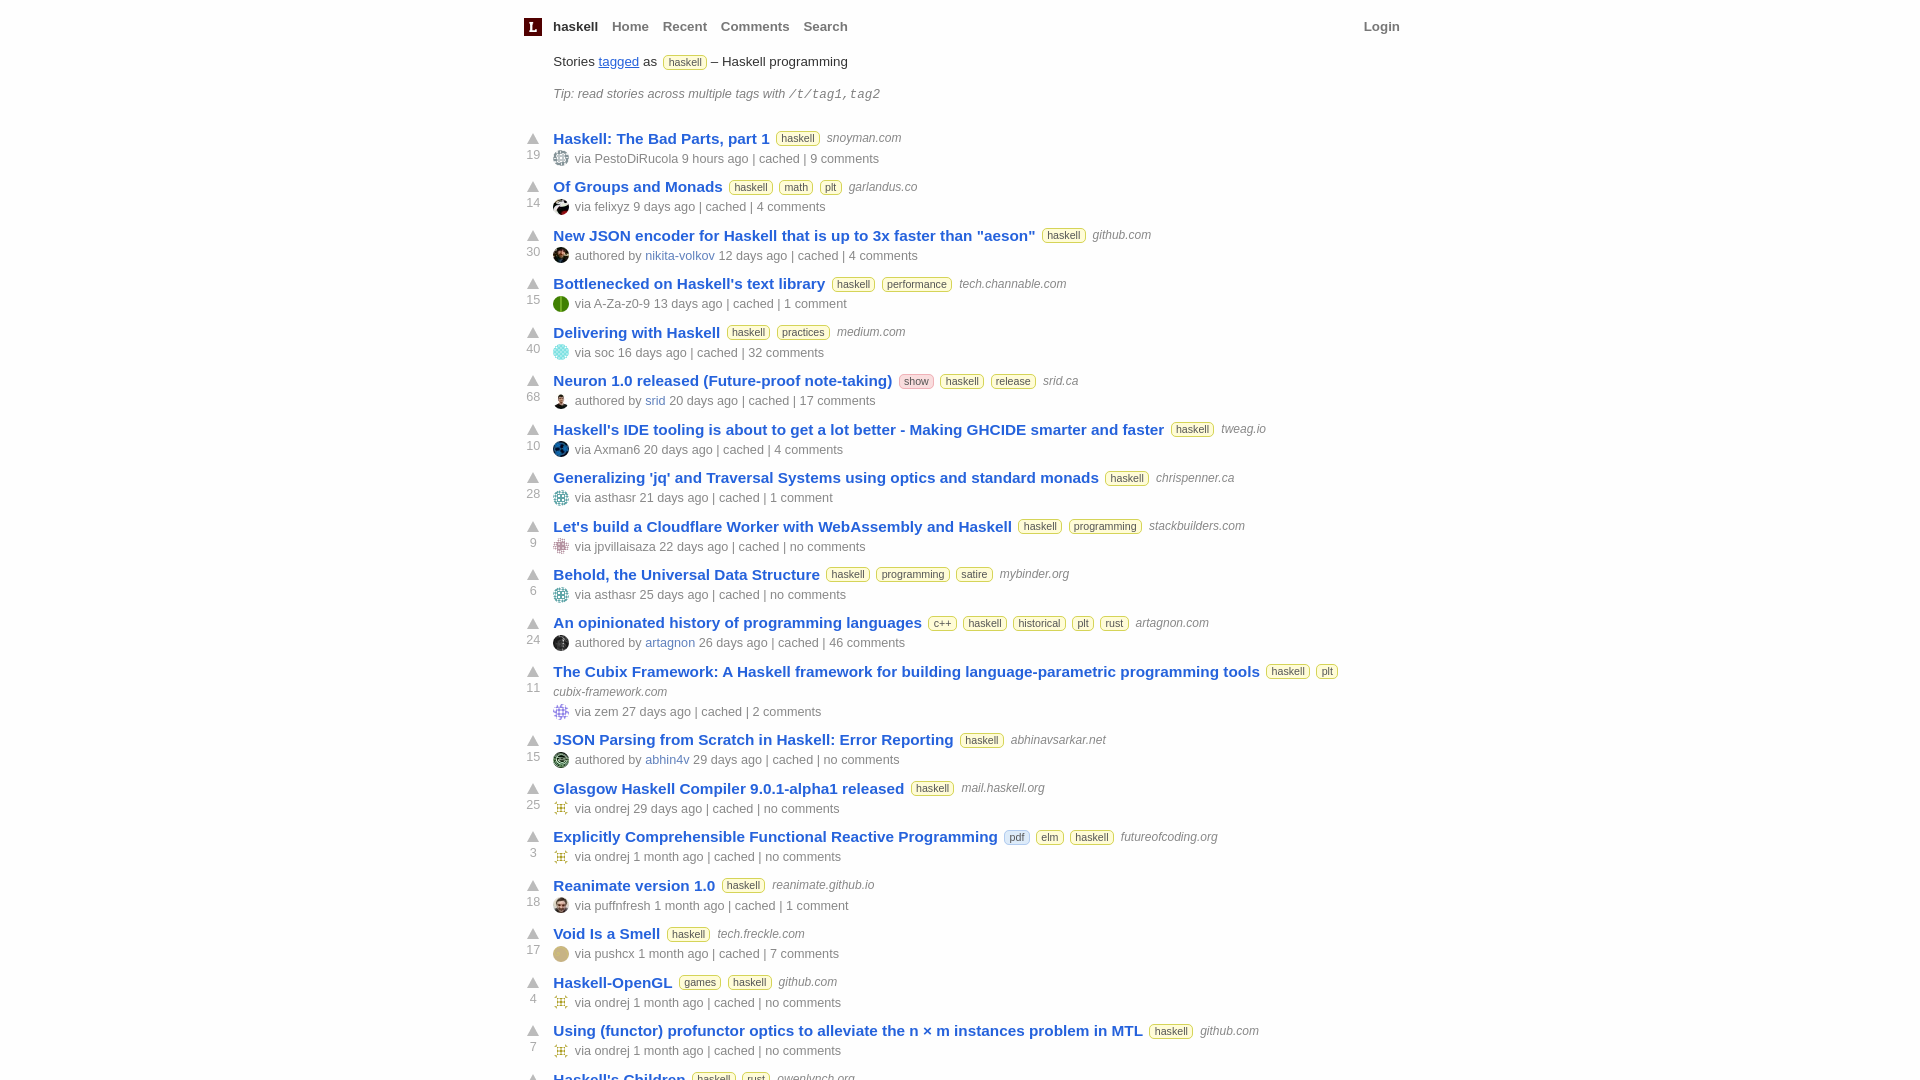 L haskell Home Recent Comments Search Login
Stories tagged as haskell – Haskell programming
Tip: read stories across multiple tags with /t/tag1,tag2
Haskell: The Bad Parts, part 1 haskell snoyman.com
19 via PestoDiRucola 9 hours ago | cached | 9 comments
Of Groups and Monads haskell math plt garlandus.co
14 via felixyz 9 days ago | cached | 4 comments
New JSON encoder for Haskell that is up to 3x faster than "aeson" haskell github.com
30 authored by nikita-volkov 12 days ago | cached | 4 comments
Bottlenecked on Haskell's text library haskell performance tech.channable.com
15 via A-Za-z0-9 13 days ago | cached | 1 comment
Delivering with Haskell haskell practices medium.com
40 via soc 16 days ago | cached | 32 comments
Neuron 1.0 released (Future-proof note-taking) show haskell release srid.ca
68 authored by srid 20 days ago | cached | 17 comments
Haskell's IDE tooling is about to get a lot better - Making GHCIDE smarter and faster haskell tweag.io
10 via Axman6 20 days ago | cached | 4 comments
Generalizing 'jq' and Traversal Systems using optics and standard monads haskell chrispenner.ca
28 via asthasr 21 days ago | cached | 1 comment
Let's build a Cloudflare Worker with WebAssembly and Haskell haskell programming stackbuilders.com
9 via jpvillaisaza 22 days ago | cached | no comments
Behold, the Universal Data Structure haskell programming satire mybinder.org
6 via asthasr 25 days ago | cached | no comments
An opinionated history of programming languages c++ haskell historical plt rust artagnon.com
24 authored by artagnon 26 days ago | cached | 46 comments
The Cubix Framework: A Haskell framework for building language-parametric programming tools haskell plt
11 cubix-framework.com
via zem 27 days ago | cached | 2 comments
JSON Parsing from Scratch in Haskell: Error Reporting haskell abhinavsarkar.net
15 authored by abhin4v 29 days ago | cached | no comments
Glasgow Haskell Compiler 9.0.1-alpha1 released haskell mail.haskell.org
25 via ondrej 29 days ago | cached | no comments
Explicitly Comprehensible Functional Reactive Programming pdf elm haskell futureofcoding.org
3 via ondrej 1 month ago | cached | no comments
Reanimate version 1.0 haskell reanimate.github.io
18 via puffnfresh 1 month ago | cached | 1 comment
Void Is a Smell haskell tech.freckle.com
17 via pushcx 1 month ago | cached | 7 comments
Haskell-OpenGL games haskell github.com
4 via ondrej 1 month ago | cached | no comments
Using (functor) profunctor optics to alleviate the n × m instances problem in MTL haskell github.com
7 via ondrej 1 month ago | cached | no comments
Haskell's Children haskell rust owenlynch.org